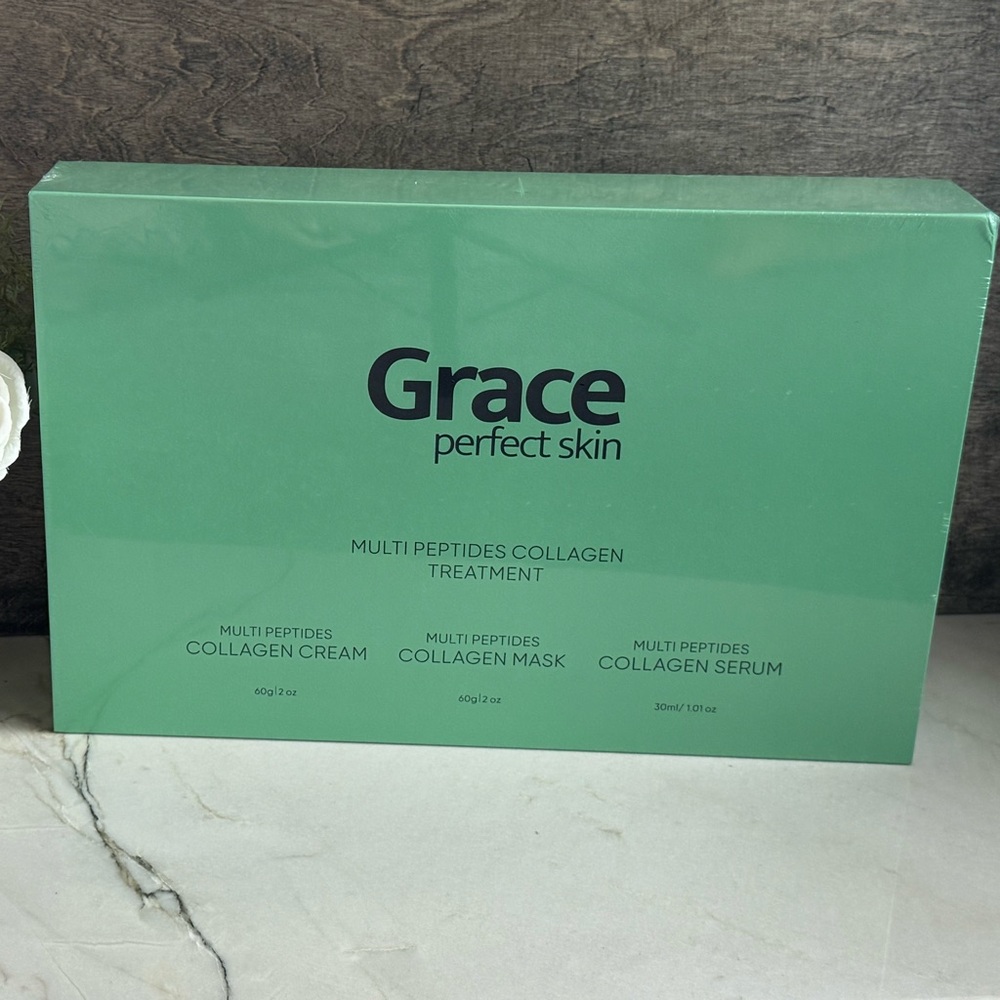 Grace
perfect skin
MULTI PEPTIDES COLLAGEN
TREATMENT
MULTI PEPTIDES
COLLAGEN CREAM
60g|2 oz
MULTI PEPTIDES
COLLAGEN MASK
60g|2 oz
MULTI PEPTIDES
COLLAGEN SERUM
30ml/ 1.01 oz